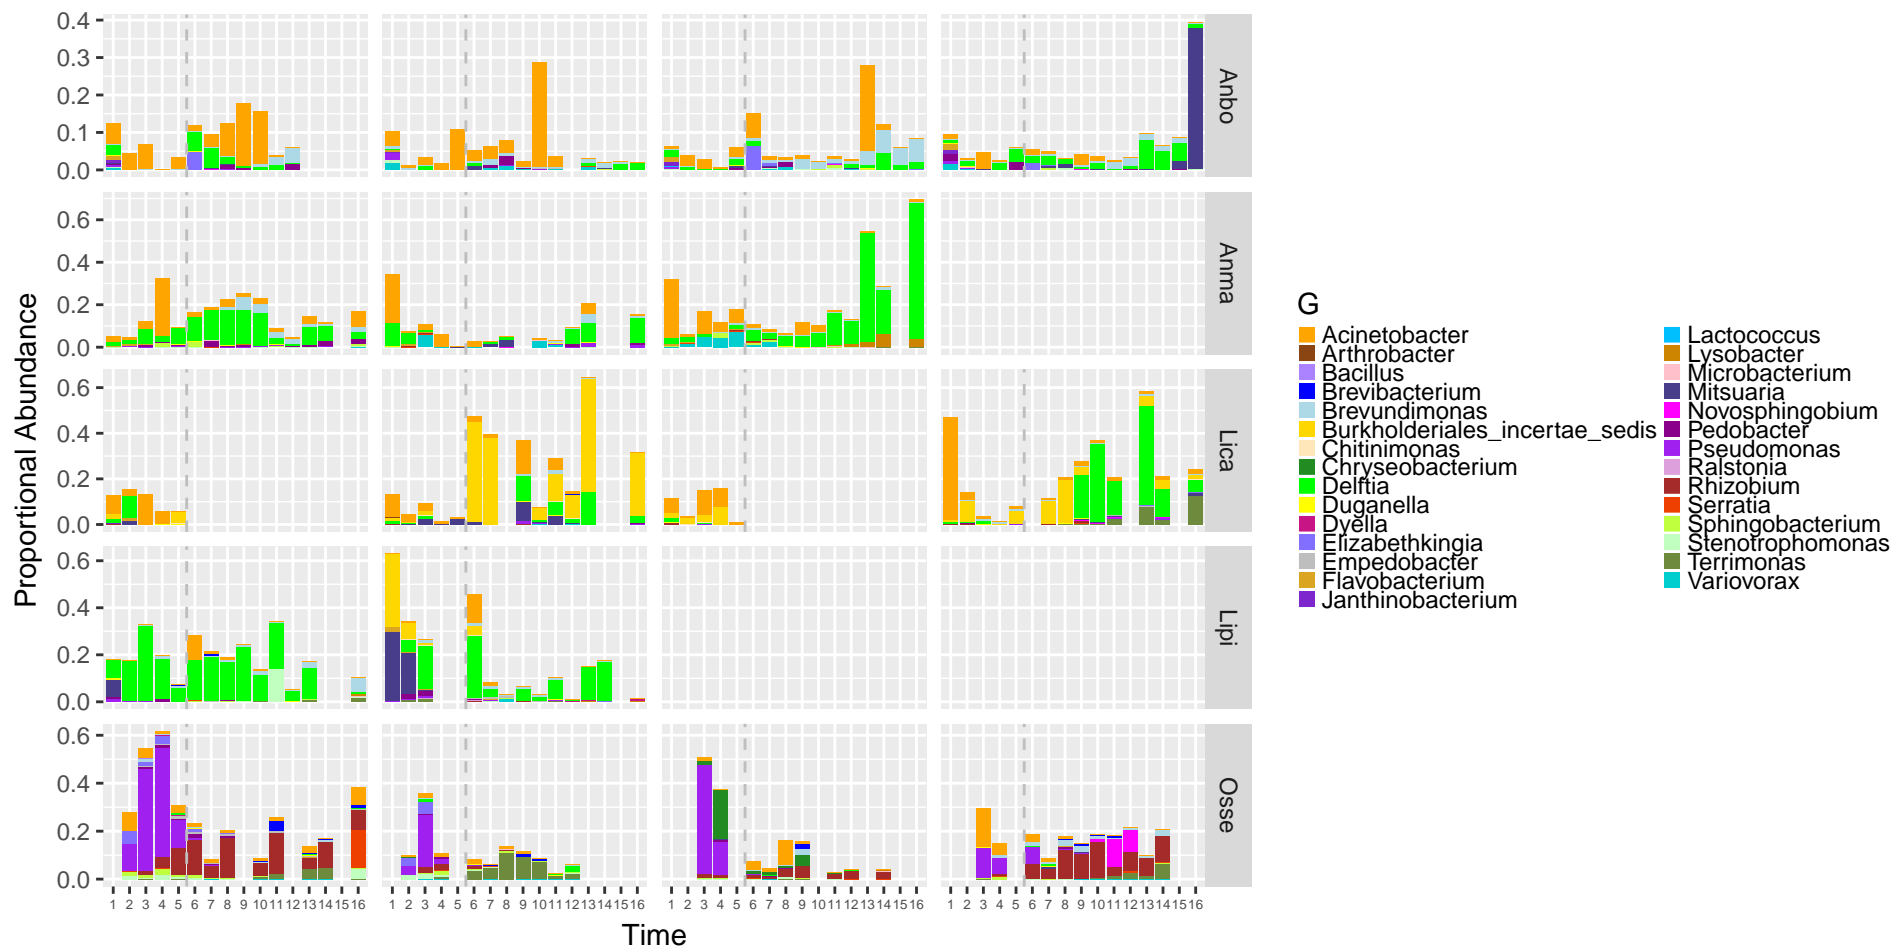 0.4
0.3
0.2
0.1
0.0
Anbo
0.6
0.4
0.2
0.0
Anma
0.6
0.4
0.2
0.0
Lica
0.6
0.4
0.2
0.0
Lipi
0.6
0.4
0.2
0.0
Osse
1 2 3 4 5 6 7 8 9 10 11 12 13 14 15 16
1 2 3 4 5 6 7 8 9 10 11 12 13 14 15 16
1 2 3 4 5 6 7 8 9 10 11 12 13 14 15 16
1 2 3 4 5 6 7 8 9 10 11 12 13 14 15 16
Time
Proportional Abundance
G
Acinetobacter
Arthrobacter
Bacillus
Brevibacterium
Brevundimonas
Burkholderiales_incertae_sedis
Chitinimonas
Chryseobacterium
Delftia
Duganella
Dyella
Elizabethkingia
Empedobacter
Flavobacterium
Janthinobacterium
Lactococcus
Lysobacter
Microbacterium
Mitsuaria
Novosphingobium
Pedobacter
Pseudomonas
Ralstonia
Rhizobium
Serratia
Sphingobacterium
Stenotrophomonas
Terrimonas
Variovorax